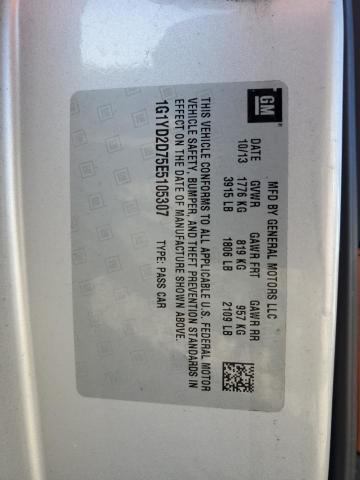 GM
MFD BY GENERAL MOTORS LLC
DATE GVWR GAWR FRT GAWR RR
10/13 1776 KG 819 KG 957 KG
3915 LB 1806 LB 2109 LB
THIS VEHICLE CONFORMS TO ALL APPLICABLE U.S. FEDERAL MOTOR
VEHICLE SAFETY, BUMPER, AND THEFT PREVENTION STANDARDS IN
EFFECT ON THE DATE OF MANUFACTURE SHOWN ABOVE.
1G1YD2D75E5105307 TYPE: PASS CAR